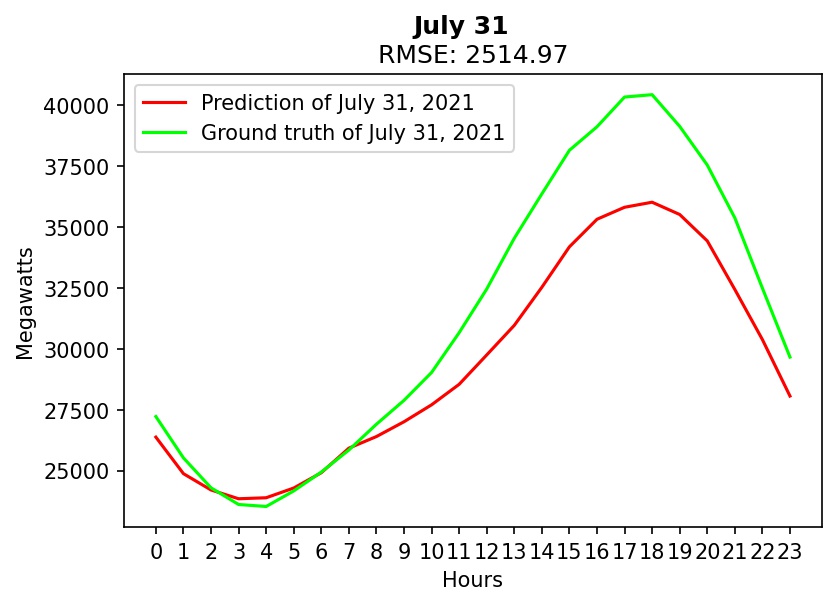 July 31
RMSE: 2514.97
Prediction of July 31, 2021
Ground truth of July 31, 2021
40000
37500
35000
32500
30000
27500
25000
Megawatts
0 1 2 3 4 5 6 7 8 9 10 11 12 13 14 15 16 17 18 19 20 21 22 23
Hours